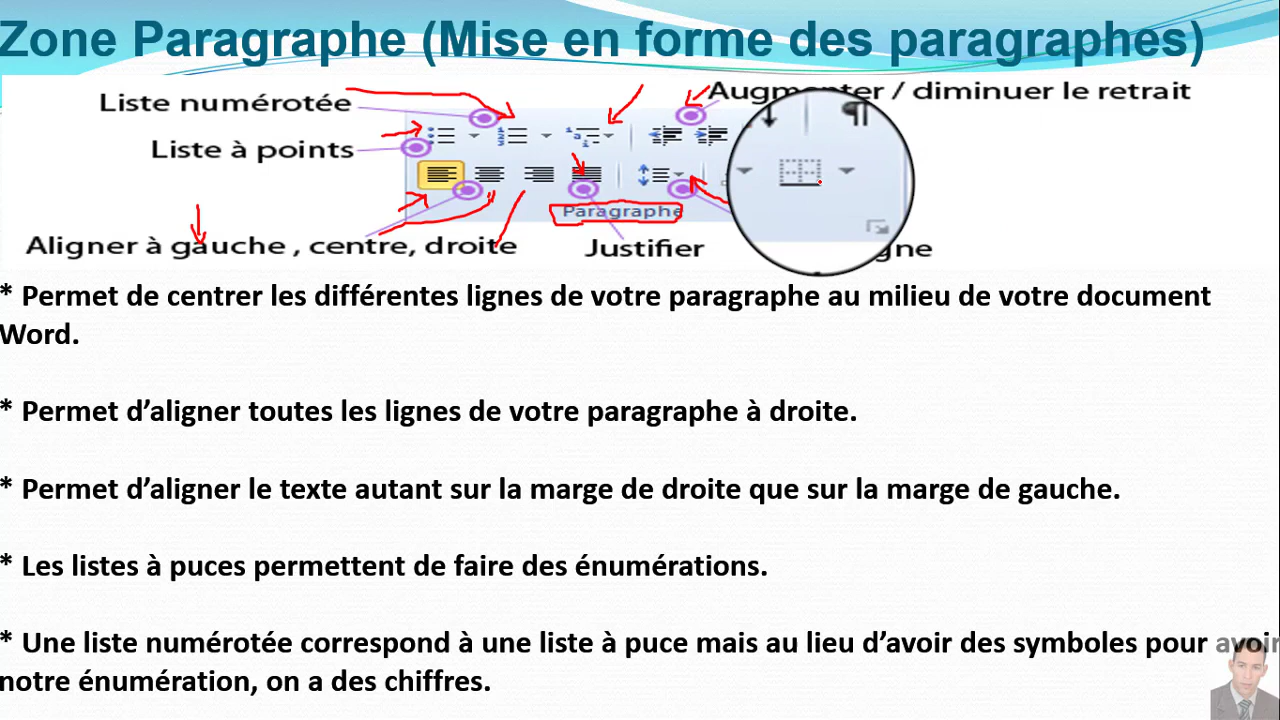 Zone Paragraphe (Mise en forme des paragraphes)
Liste numérotée
Augmenter / diminuer le retrait
Liste à points
Paragraphe
Aligner à gauche , centre, droite
Justifier
gne
* Permet de centrer les différentes lignes de votre paragraphe au milieu de votre document
Word.
* Permet d’aligner toutes les lignes de votre paragraphe à droite.
* Permet d’aligner le texte autant sur la marge de droite que sur la marge de gauche.
* Les listes à puces permettent de faire des énumérations.
* Une liste numérotée correspond à une liste à puce mais au lieu d’avoir des symboles pour avoir
notre énumération, on a des chiffres.